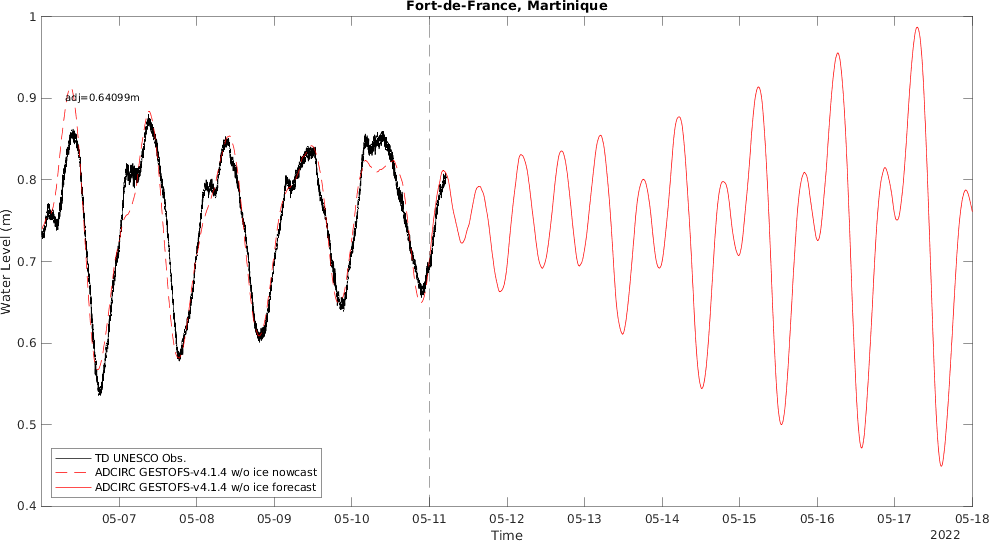 Fort-de-France, Martinique
1
0.9
0.8
0.7
0.6
0.5
0.4
Water Level (m)
adj=0.64099m
TD UNESCO Obs.
ADCIRC GESTOFS-v4.1.4 w/o ice nowcast
ADCIRC GESTOFS-v4.1.4 w/o ice forecast
05-07 05-08 05-09 05-10 05-11 05-12 05-13 05-14 05-15 05-16 05-17 05-18
Time
2022